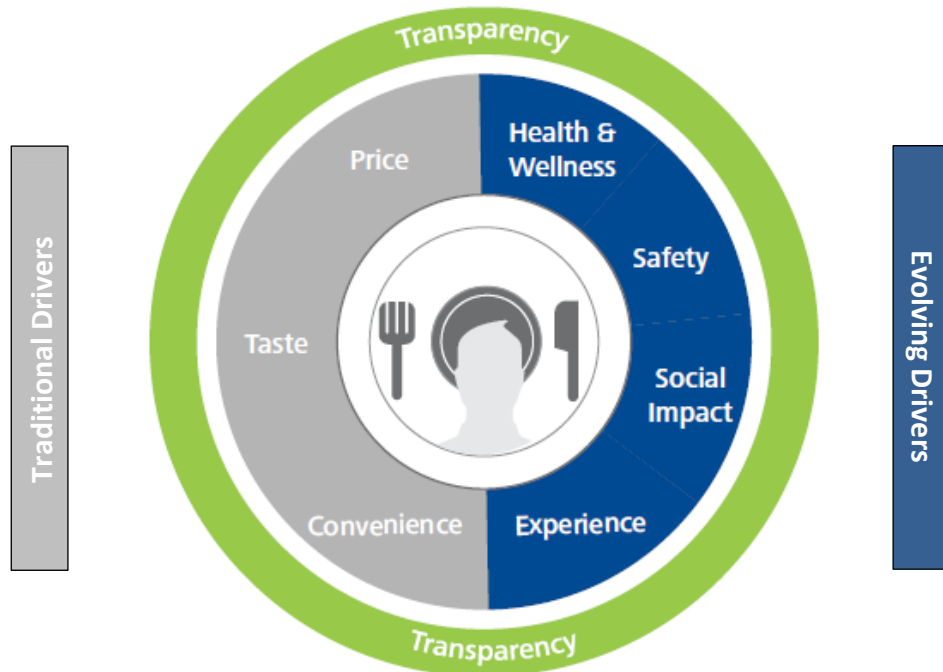 Transparency
Traditional Drivers
Price
Taste
Convenience
Health &
Wellness
Safety
Social
Impact
Experience
Evolving Drivers
Transparency